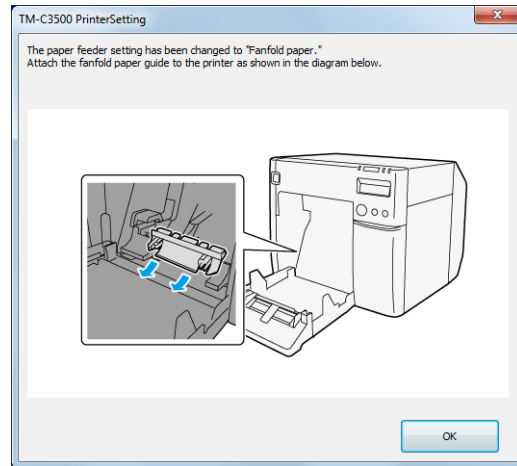 TM-C3500 PrinterSetting
The paper feeder setting has been changed to "Fanfold paper."
Attach the fanfold paper guide to the printer as shown in the diagram below.
OK